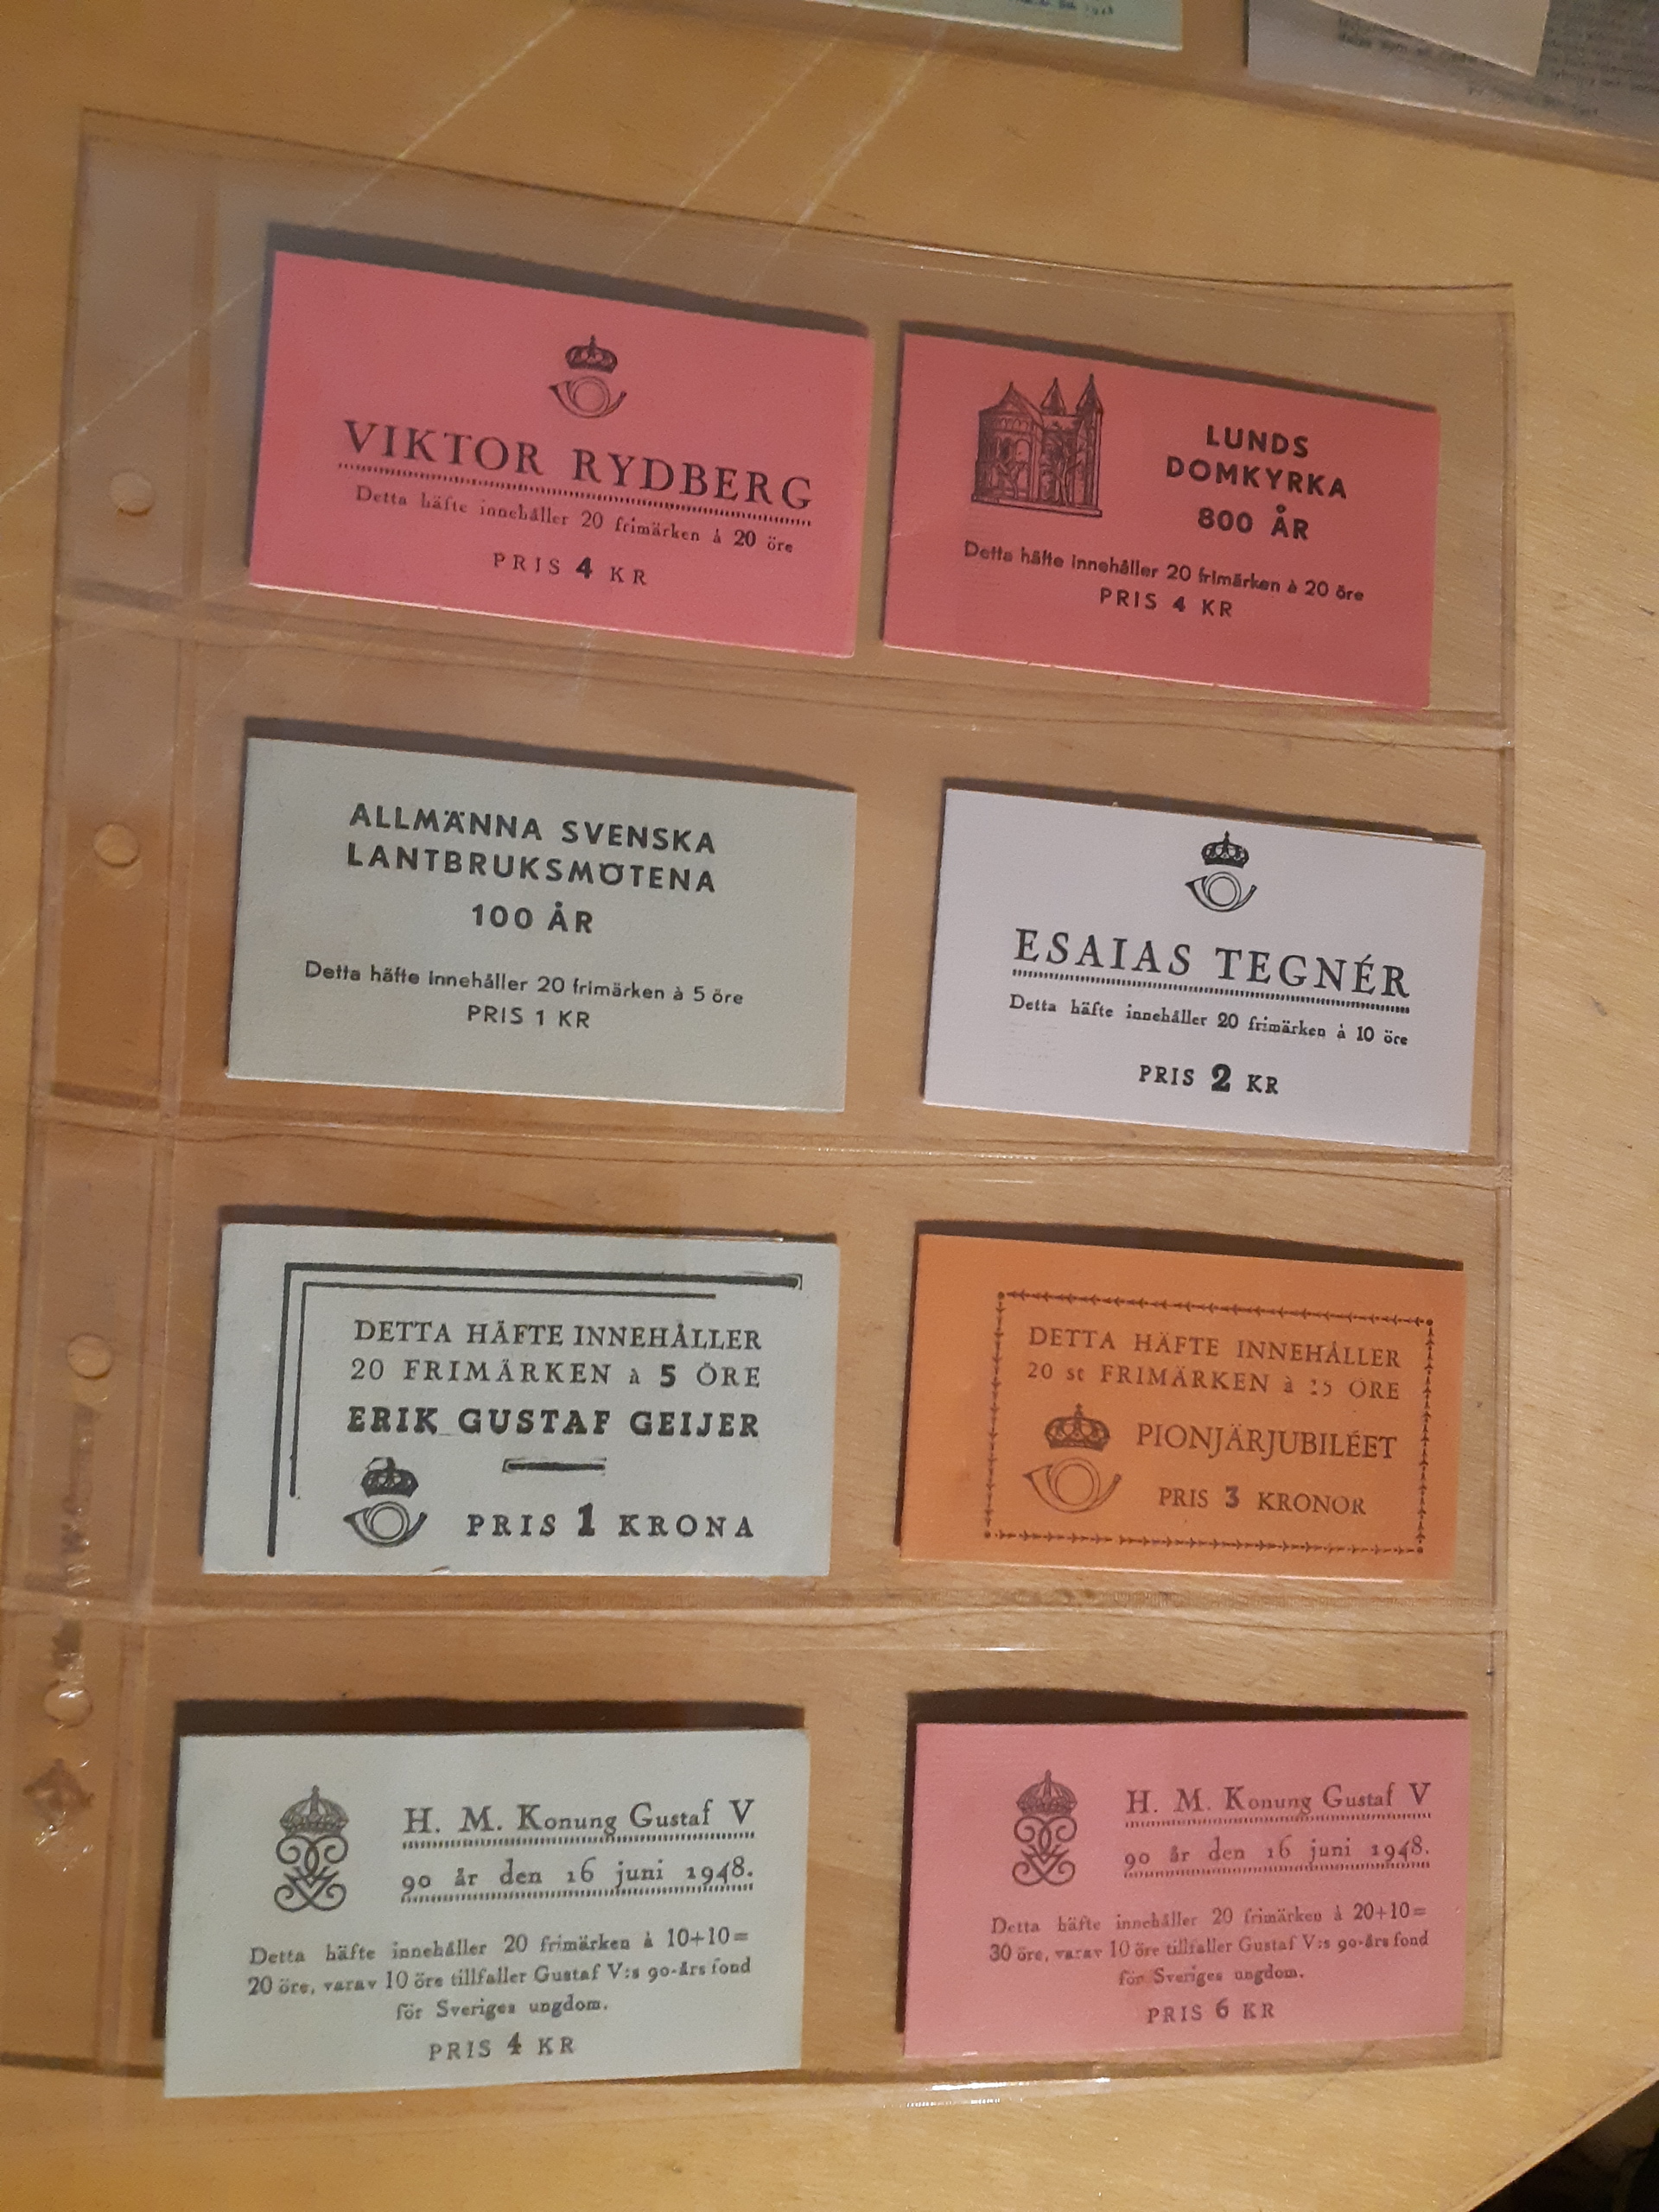 VIKTOR RYDBERG
Detta häfte innehåller 20 frimärken à 20 öre
PRIS 4 KR
LUNDS
DOMKYRKA
800 ÅR
Detta häfte innehåller 20 frimärken à 20 öre
PRIS 4 KR
ALLMÄNNA SVENSKA
LANTBRUKSMÖTENA
100 ÅR
Detta häfte innehåller 20 frimärken à 5 öre
PRIS 1 KR
ESAIAS TEGNÉR
Detta häfte innehåller 20 frimärken à 10 öre
PRIS 2 KR
DETTA HÄFTE INNEHÅLLER
20 FRIMÄRKEN à 5 ÖRE
ERIK GUSTAF GEIJER
PRIS 1 KRONA
DETTA HÄFTE INNEHÅLLER
20 st FRIMÄRKEN à 15 ÖRE
PIONJÄRJUBILÉET
PRIS 3 KRONOR
H. M. Konung Gustaf V
90 år den 16 juni 1948.
Detta häfte innehåller 20 frimärken à 10+10=
20 öre, varav 10 öre tillfaller Gustaf V:s 90-års fond
för Sveriges ungdom.
PRIS 4 KR
H. M. Konung Gustaf V
90 år den 16 juni 1948.
Detta häfte innehåller 20 frimärken à 20+10=
30 öre, varav 10 öre tillfaller Gustaf V:s 90-års fond
för Sveriges ungdom.
PRIS 6 KR